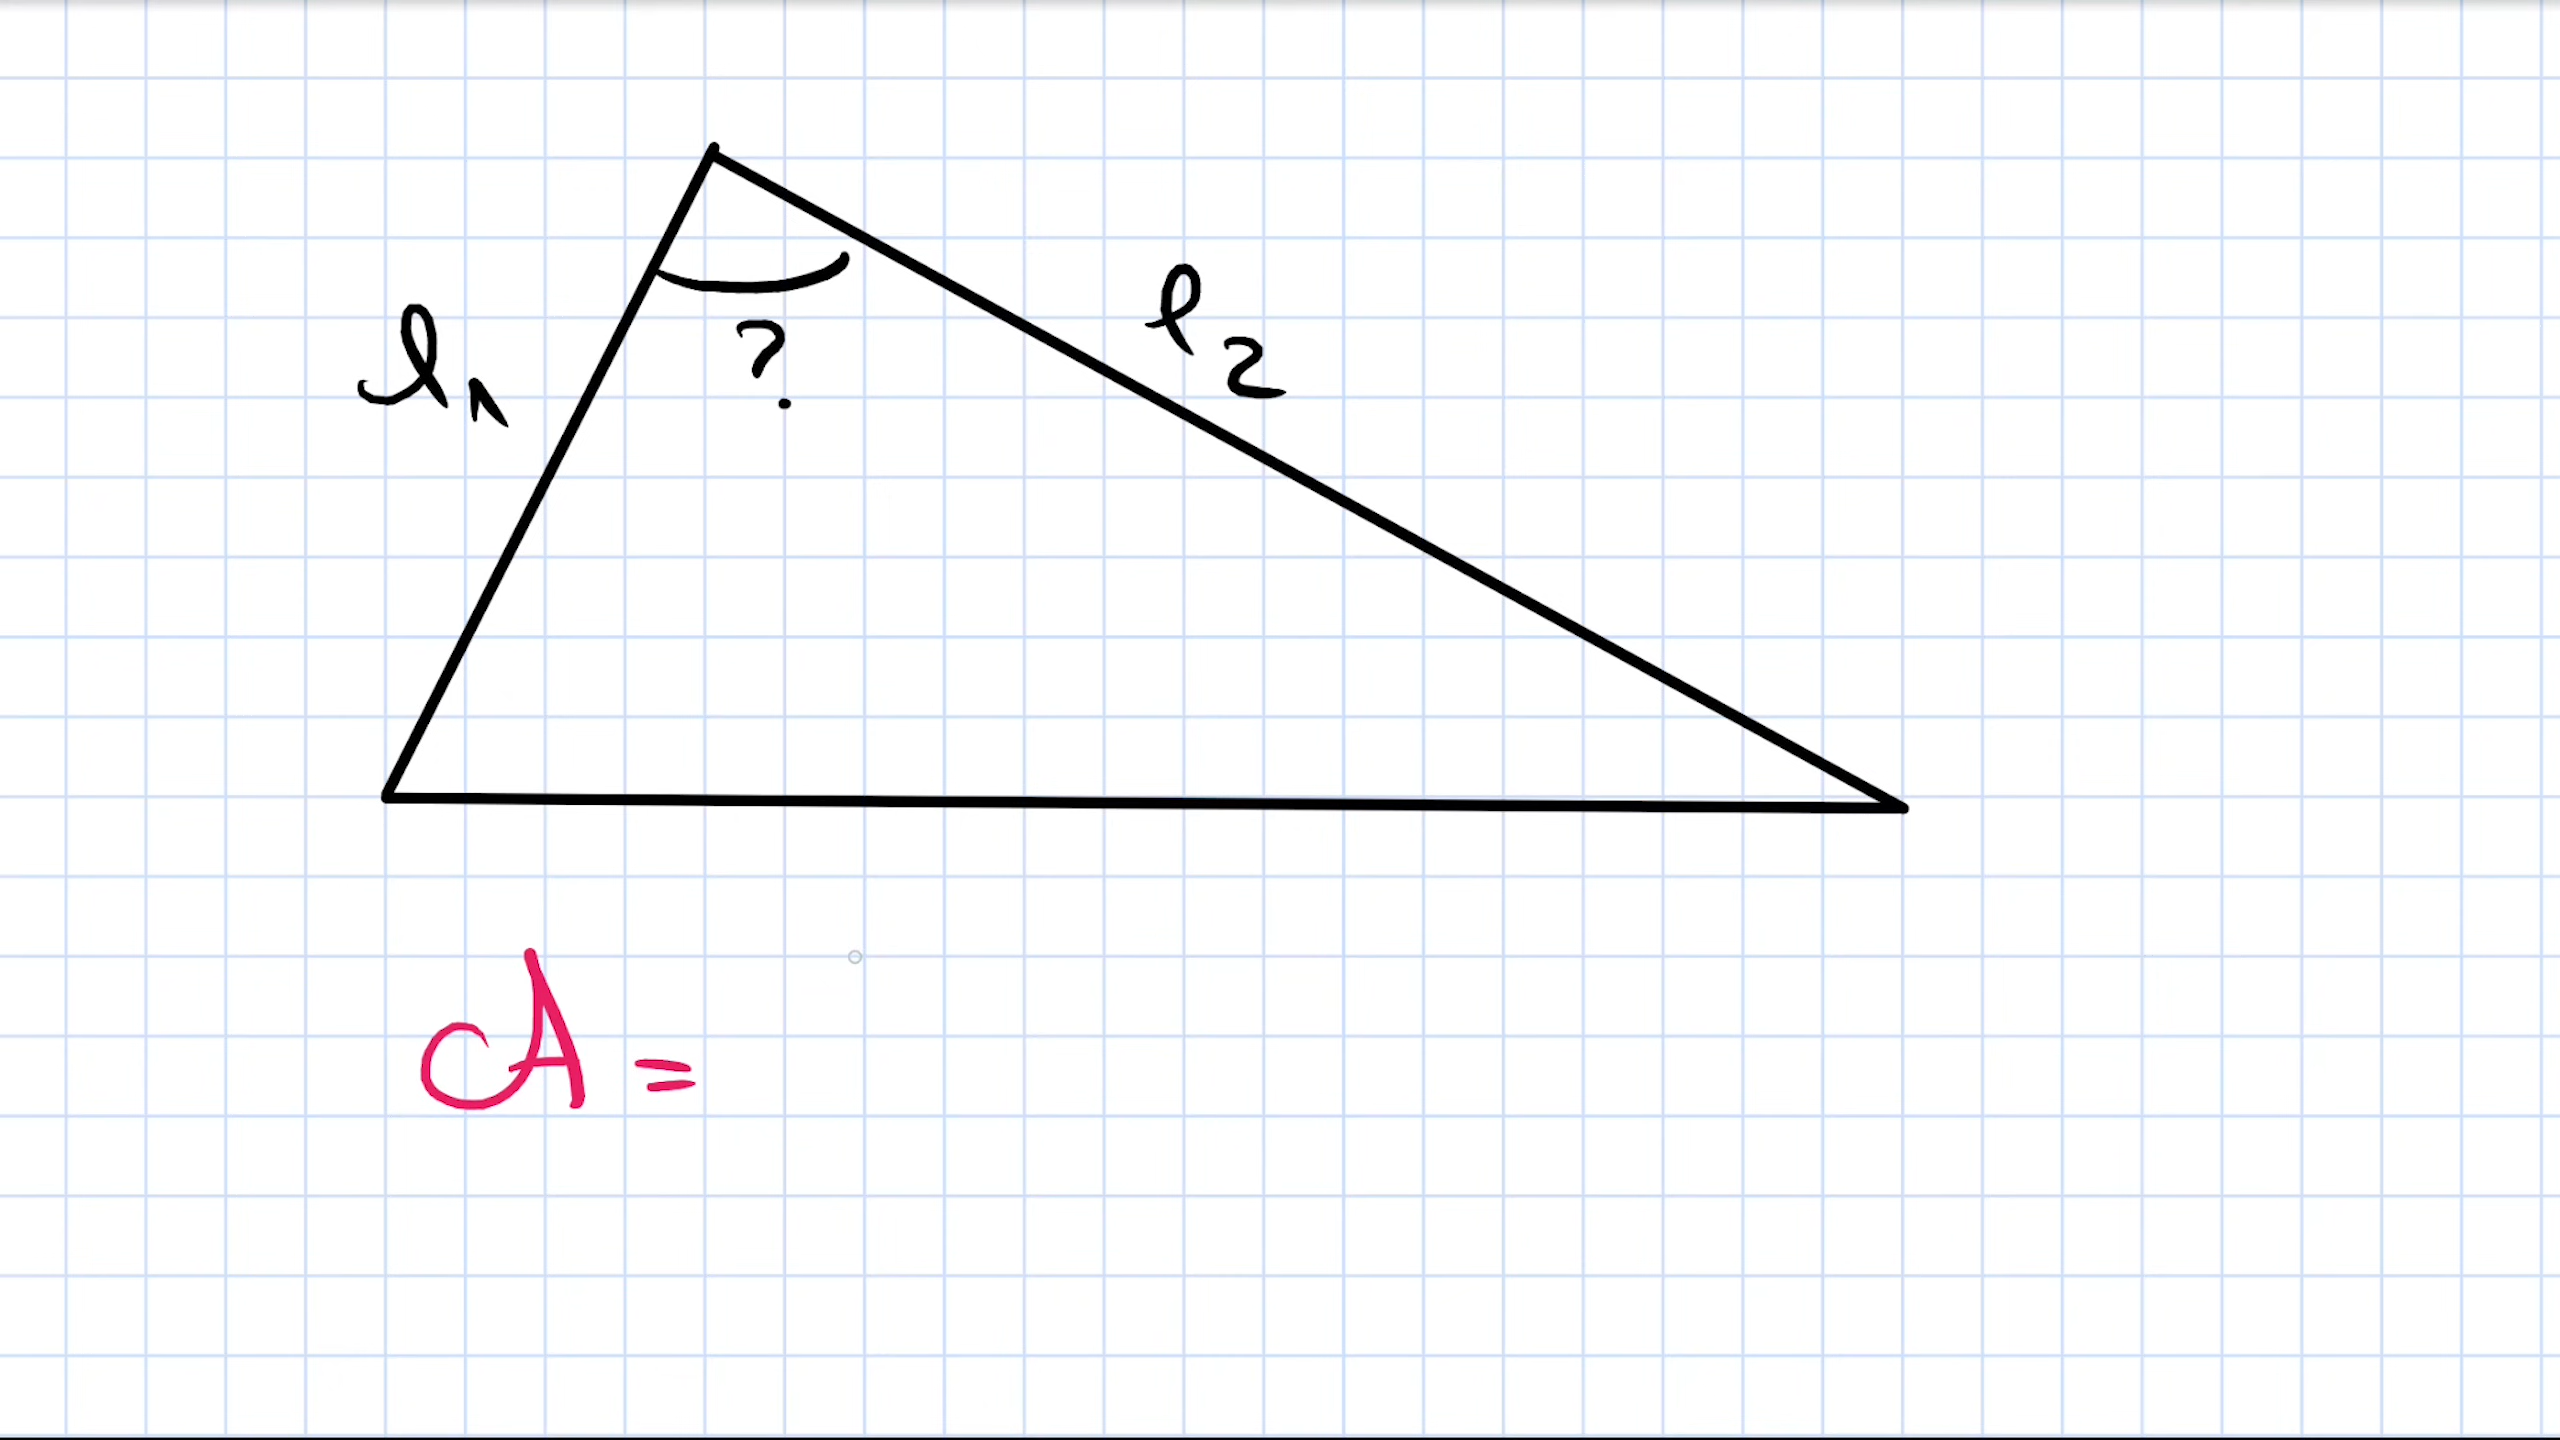 l₁
?
l₂
A =